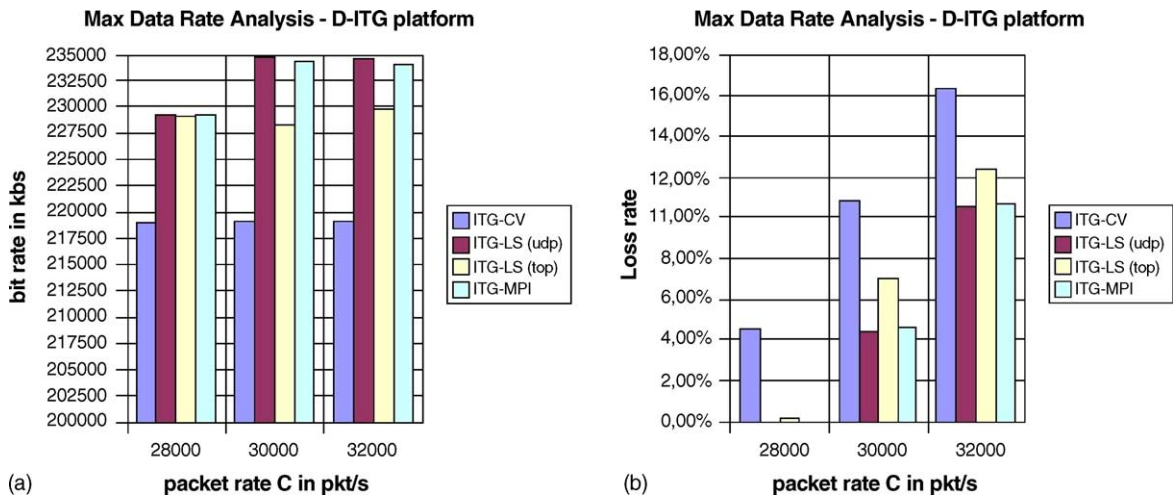 Max Data Rate Analysis - D-ITG platform
235000
232500
230000
227500
225000
222500
220000
217500
215000
212500
210000
207500
205000
202500
200000
bit rate in kbs
28000
30000
32000
packet rate C in pkt/s
ITG-CV
ITG-LS (udp)
ITG-LS (top)
ITG-MPI
(a)
Max Data Rate Analysis - D-ITG platform
18,00%
16,00%
14,00%
12,00%
11,00%
8,00%
6,00%
4,00%
2,00%
0,00%
Loss rate
28000
30000
32000
packet rate C in pkt/s
ITG-CV
ITG-LS (udp)
ITG-LS (top)
ITG-MPI
(b)